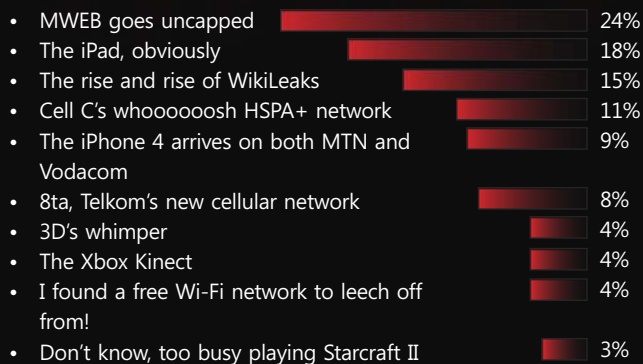 • MWEB goes uncapped 24%
• The iPad, obviously 18%
• The rise and rise of WikiLeaks 15%
• Cell C's whoooooosh HSPA+ network 11%
• The iPhone 4 arrives on both MTN and 9%
Vodacom
• 8ta, Telkom's new cellular network 8%
• 3D's whimper 4%
• The Xbox Kinect 4%
• I found a free Wi-Fi network to leech off 4%
from!
• Don't know, too busy playing Starcraft II 3%